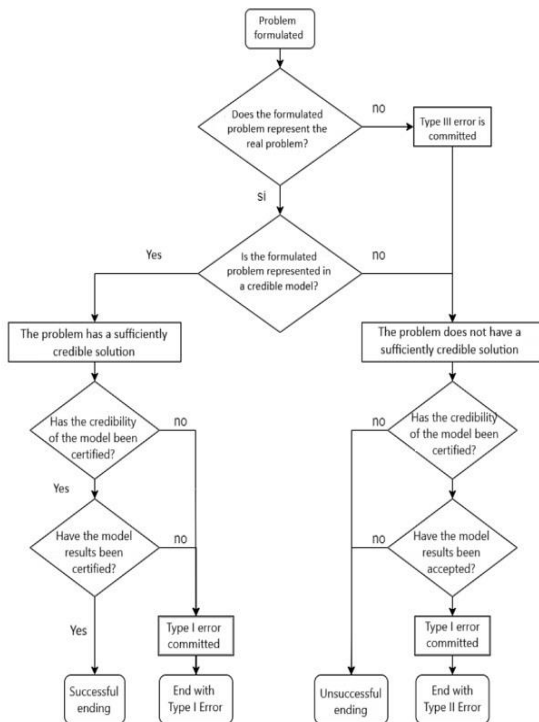 Problem
formulated
Does the formulated
problem represent the
real problem?
no
Type III error is
committed
si
Is the formulated
problem represented in
a credible model?
Yes
no
The problem has a sufficiently
credible solution
The problem does not have a
sufficiently credible solution
Has the credibility
of the model been
certified?
no
Yes
Has the credibility
of the model been
certified?
no
Have the model
results been
certified?
no
Yes
Have the model
results been
accepted?
no
Type I error
committed
Type I error
committed
Successful
ending
End with
Type I Error
Unsuccessful
ending
End with
Type II Error